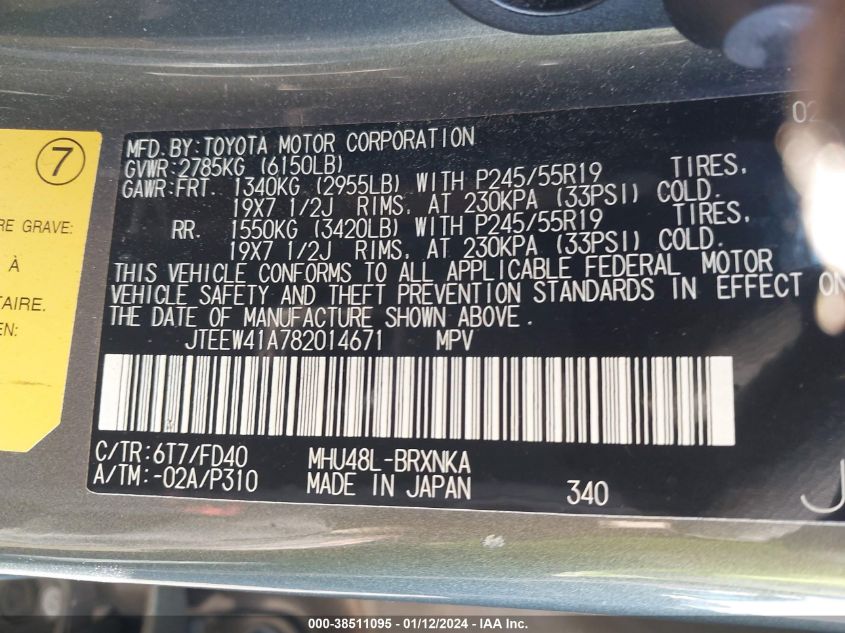 02
MFD. BY: TOYOTA MOTOR CORPORATION
GVWR: 2785KG (6150LB)
GAWR: FRT. 1340KG (2955LB) WITH P245/55R19 TIRES,
19X7 1/2J RIMS, AT 230KPA (33PSI) COLD.
RR. 1550KG (3420LB) WITH P245/55R19 TIRES,
19X7 1/2J RIMS, AT 230KPA (33PSI) COLD.
THIS VEHICLE CONFORMS TO ALL APPLICABLE FEDERAL MOTOR
VEHICLE SAFETY AND THEFT PREVENTION STANDARDS IN EFFECT ON
THE DATE OF MANUFACTURE SHOWN ABOVE.
JTEEW41A782014671 MPV
C/TR: 6T7/FD40 MHU48L-BRXNKA
A/TM: -02A/P310 MADE IN JAPAN 340
J
7
RE GRAVE:
À
TAIRE.
EN:
000-38511095 - 01/12/2024 - IAA, Inc.